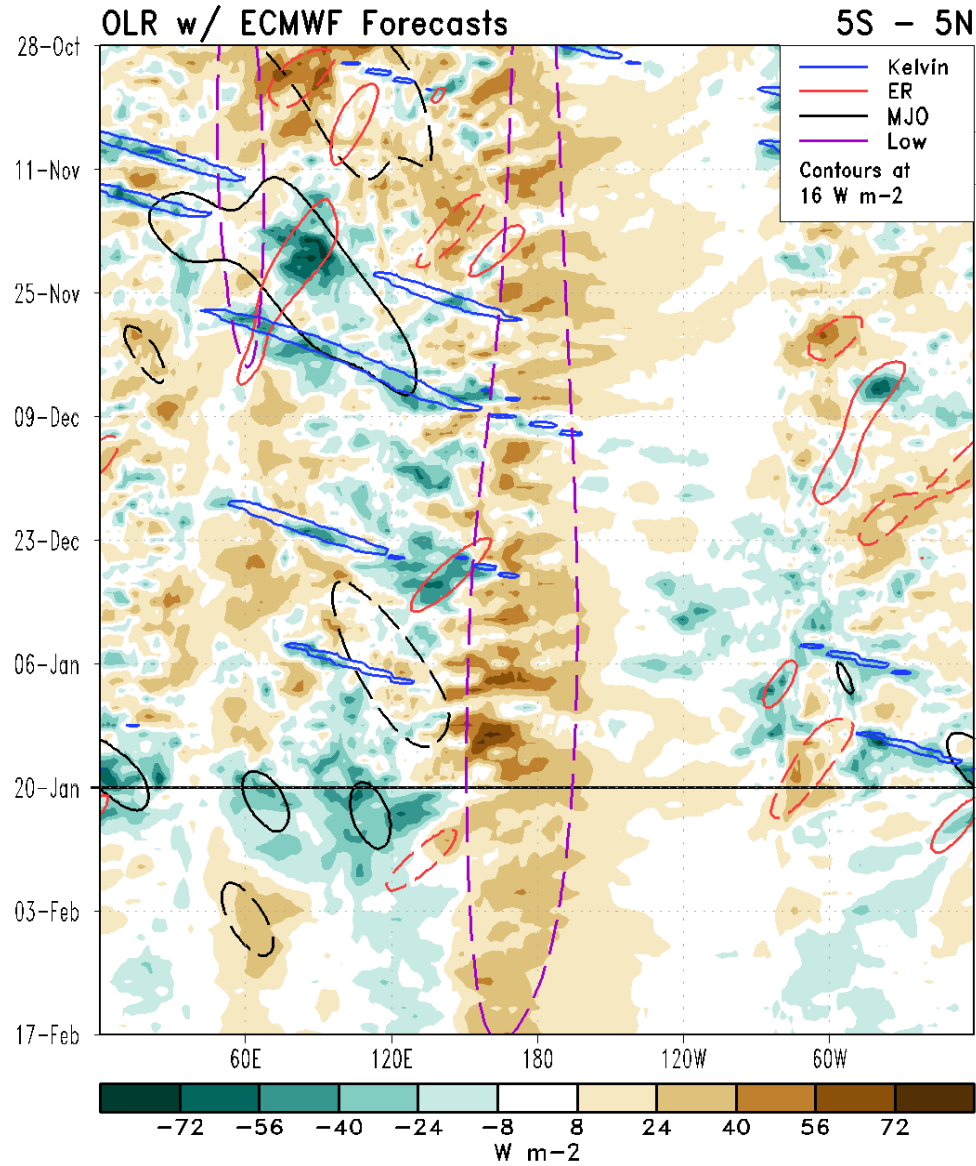 OLR w/ ECMWF Forecasts 5S - 5N
28-Oct
11-Nov
25-Nov
09-Dec
23-Dec
06-Jan
20-Jan
03-Feb
17-Feb
Kelvin
ER
MJO
Low
Contours at
16 W m-2
60E 120E 180 120W 60W
-72 -56 -40 -24 -8 8 24 40 56 72
W m-2